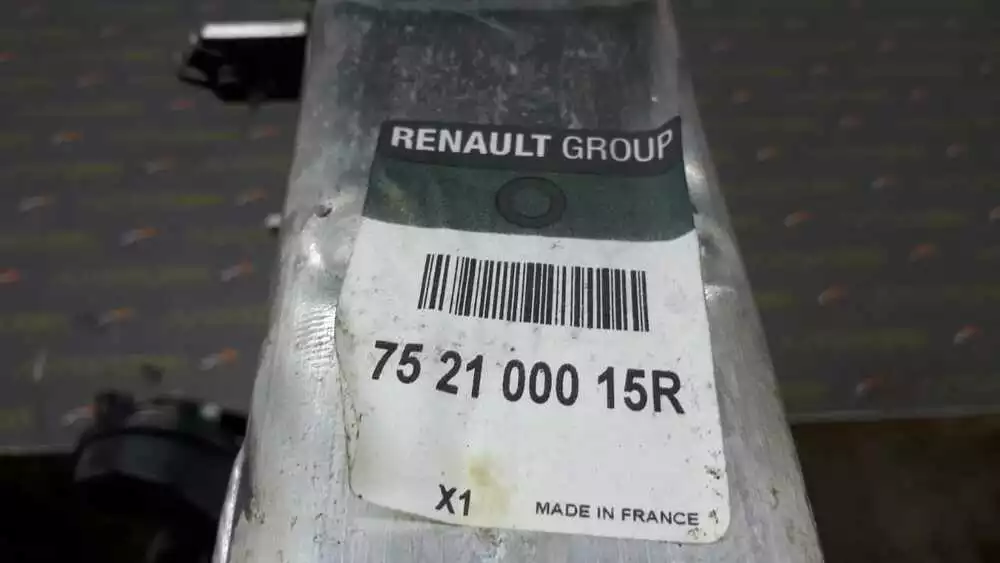 RENAULT GROUP
75 21 000 15R
X1
MADE IN FRANCE